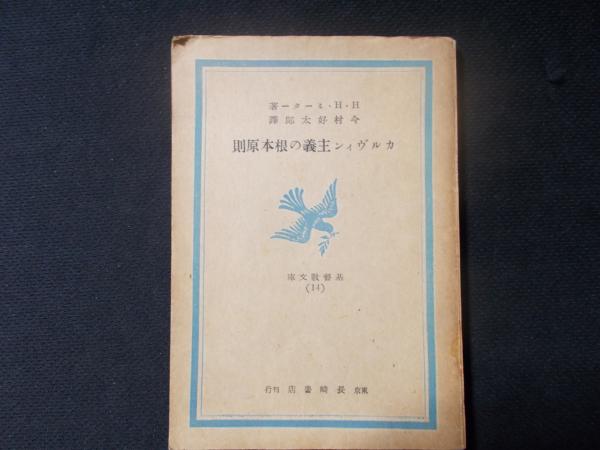 H・H・ミーター著
今村好太郎譯
カルヴィン主義の根本原則
基督敎文庫
(14)
東京 長崎書店 刊行